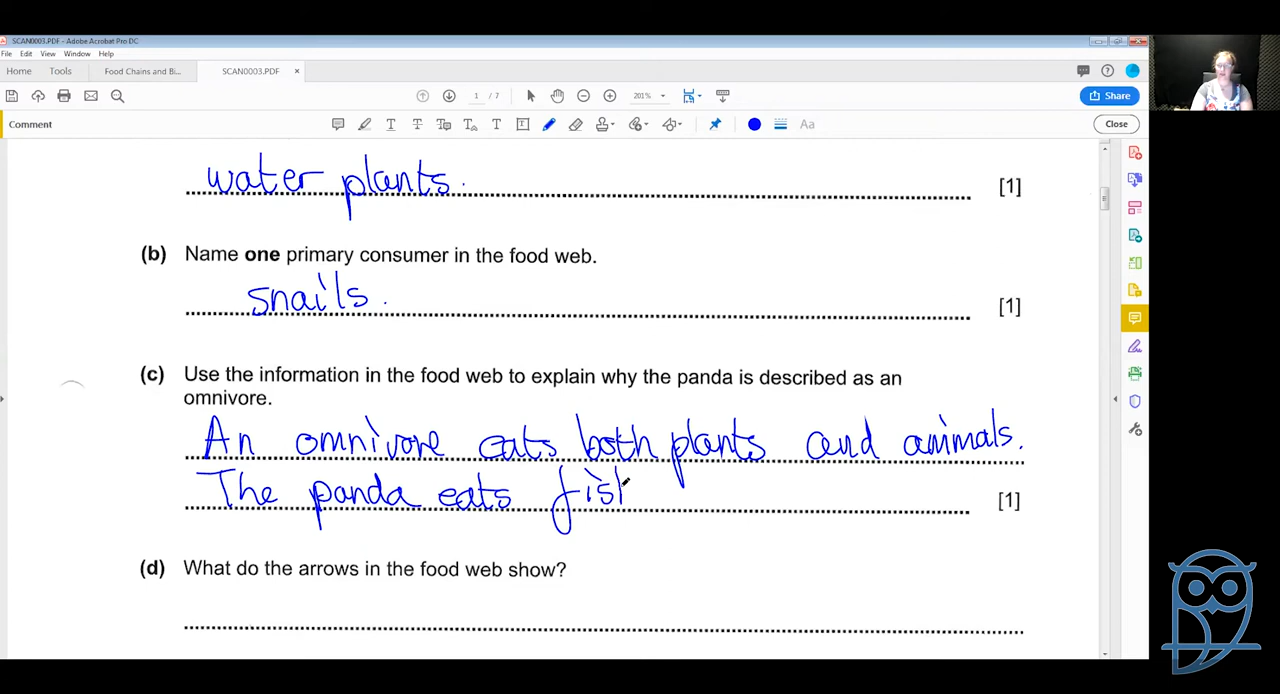 SCAN0003.PDF - Adobe Acrobat Pro DC
File Edit View Window Help
Home Tools Food Chains and Bi... SCAN0003.PDF ×
1 / 7 201% Share
Comment Aa Close
water plants. [1]
(b) Name one primary consumer in the food web.
snails. [1]
(c) Use the information in the food web to explain why the panda is described as an
omnivore.
An omnivore eats both plants and animals.
The panda eats fish [1]
(d) What do the arrows in the food web show?